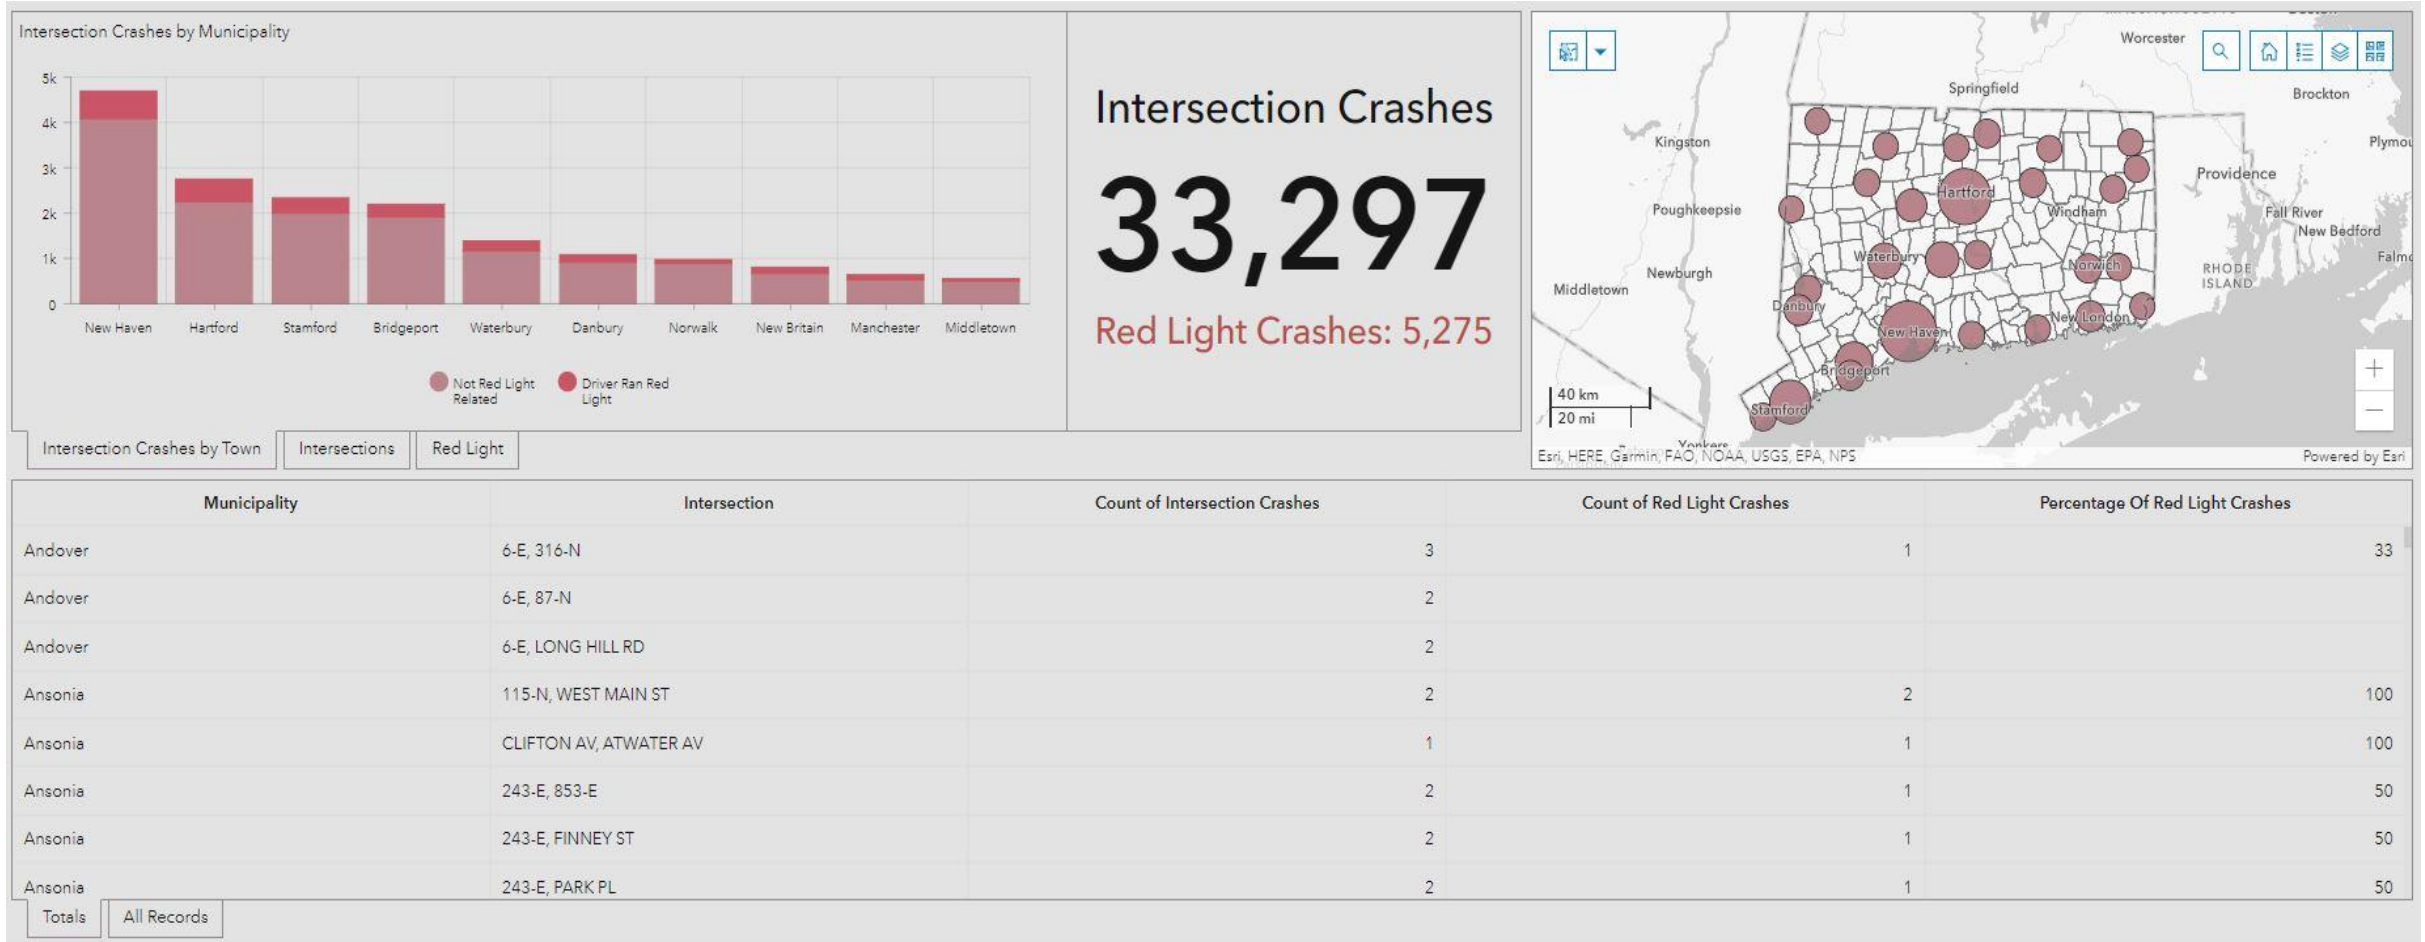 Intersection Crashes by Municipality
5k
4k
3k
2k
1k
0
New Haven Hartford Stamford Bridgeport Waterbury Danbury Norwalk New Britain Manchester Middletown
Not Red Light
Related
Driver Ran Red
Light
Intersection Crashes by Town Intersections Red Light
Intersection Crashes
33,297
Red Light Crashes: 5,275
Worcester
Springfield
Brockton
Kingston
Plymou
Providence
Hartford
Poughkeepsie
Windham
Fall River
New Bedford
Waterbury
Norwich
Falmo
Newburgh
RHODE
ISLAND
Middletown
Danbury
New London
New Haven
Bridgeport
Stamford
40 km
20 mi
Yonkers
Esri, HERE, Garmin, FAO, NOAA, USGS, EPA, NPS
Powered by Esri
Municipality Intersection Count of Intersection Crashes Count of Red Light Crashes Percentage Of Red Light Crashes
Andover 6-E, 316-N 3 1 33
Andover 6-E, 87-N 2
Andover 6-E, LONG HILL RD 2
Ansonia 115-N, WEST MAIN ST 2 2 100
Ansonia CLIFTON AV, ATWATER AV 1 1 100
Ansonia 243-E, 853-E 2 1 50
Ansonia 243-E, FINNEY ST 2 1 50
Ansonia 243-E, PARK PL 2 1 50
Totals All Records